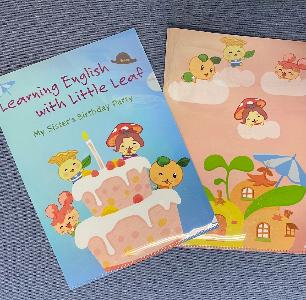 Learning English
with Little Leaf
My Sister's Birthday Party